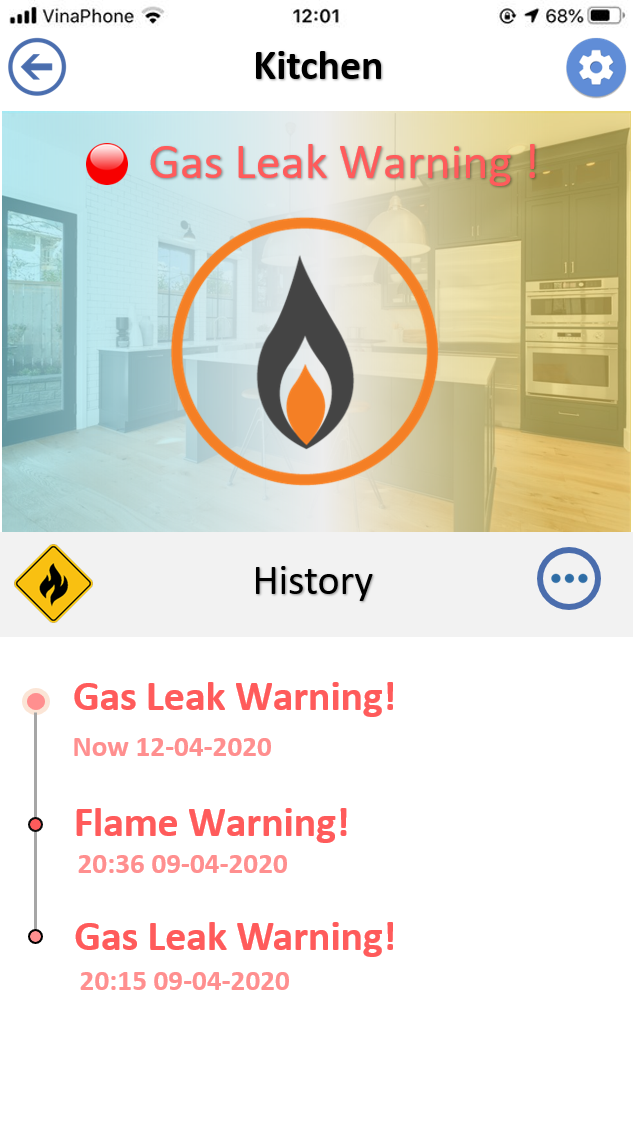 VinaPhone 12:01 68%
Kitchen
Gas Leak Warning !
History
Gas Leak Warning!
Now 12-04-2020
Flame Warning!
20:36 09-04-2020
Gas Leak Warning!
20:15 09-04-2020